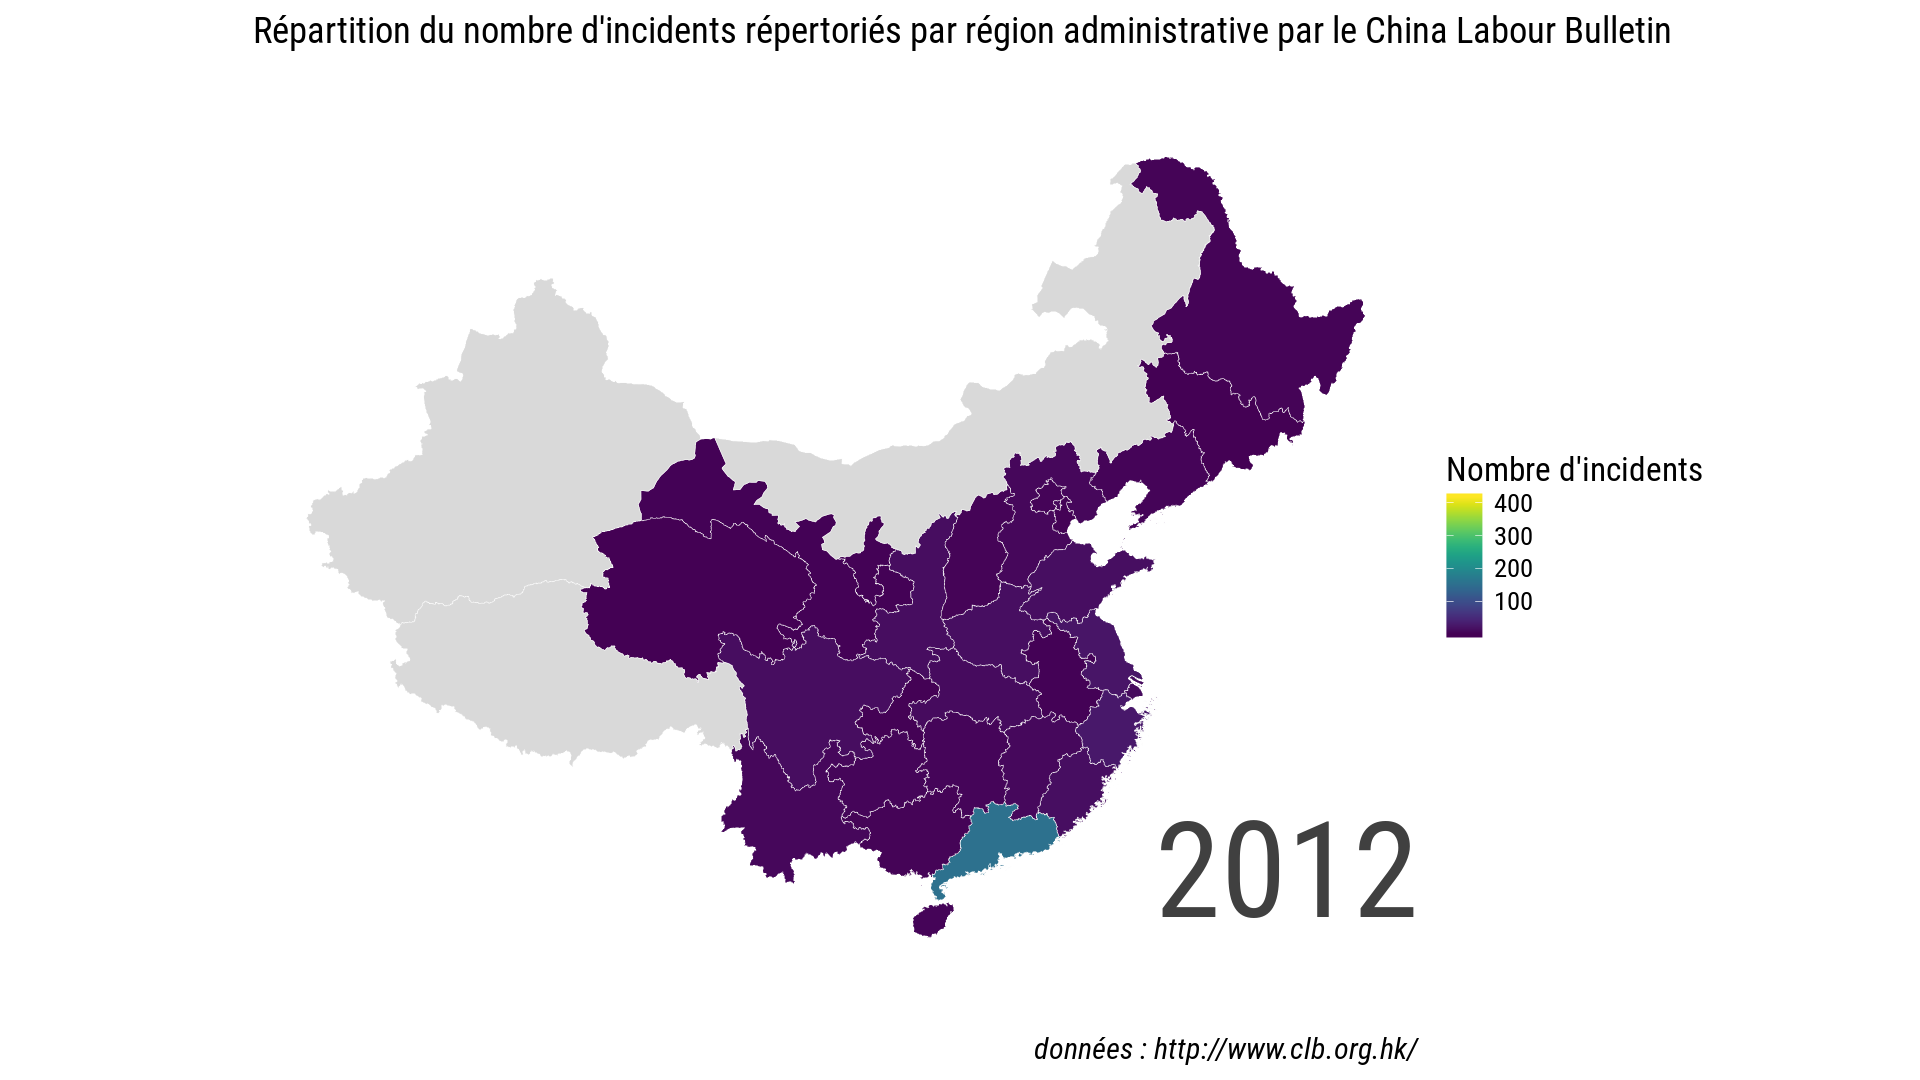 Répartition du nombre d'incidents répertoriés par région administrative par le China Labour Bulletin
Nombre d'incidents
400
300
200
100
2012
données : http://www.clb.org.hk/